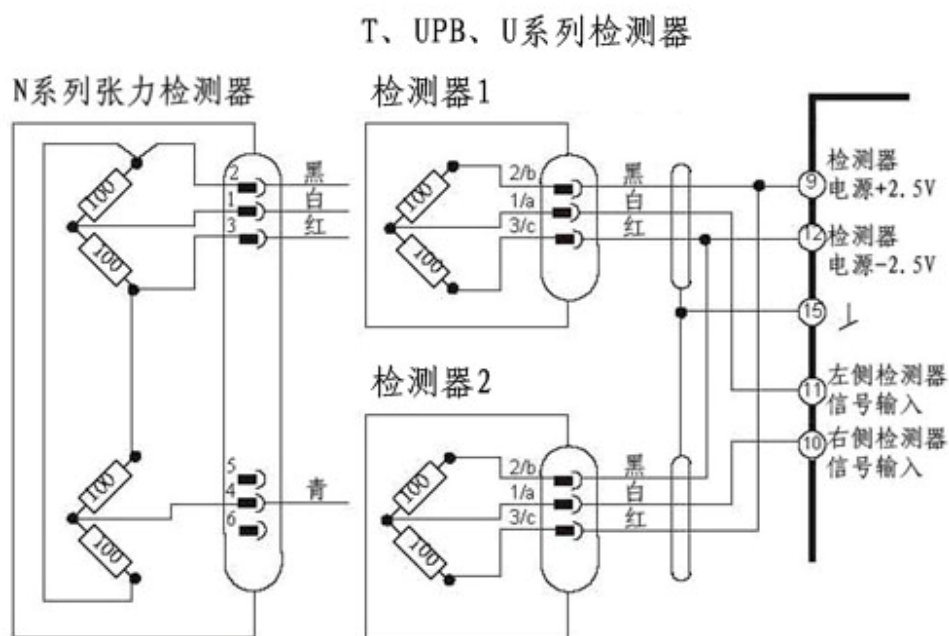 T、UPB、U系列检测器
N系列张力检测器
检测器1
100
100
2
1
3
黑
白
红
100
100
2/b
1/a
3/c
黑
白
红
9
检测器
电源+2.5V
12
检测器
电源-2.5V
15
11
左侧检测器
信号输入
10
右侧检测器
信号输入
检测器2
100
100
5
4
6
青
100
100
2/b
1/a
3/c
黑
白
红